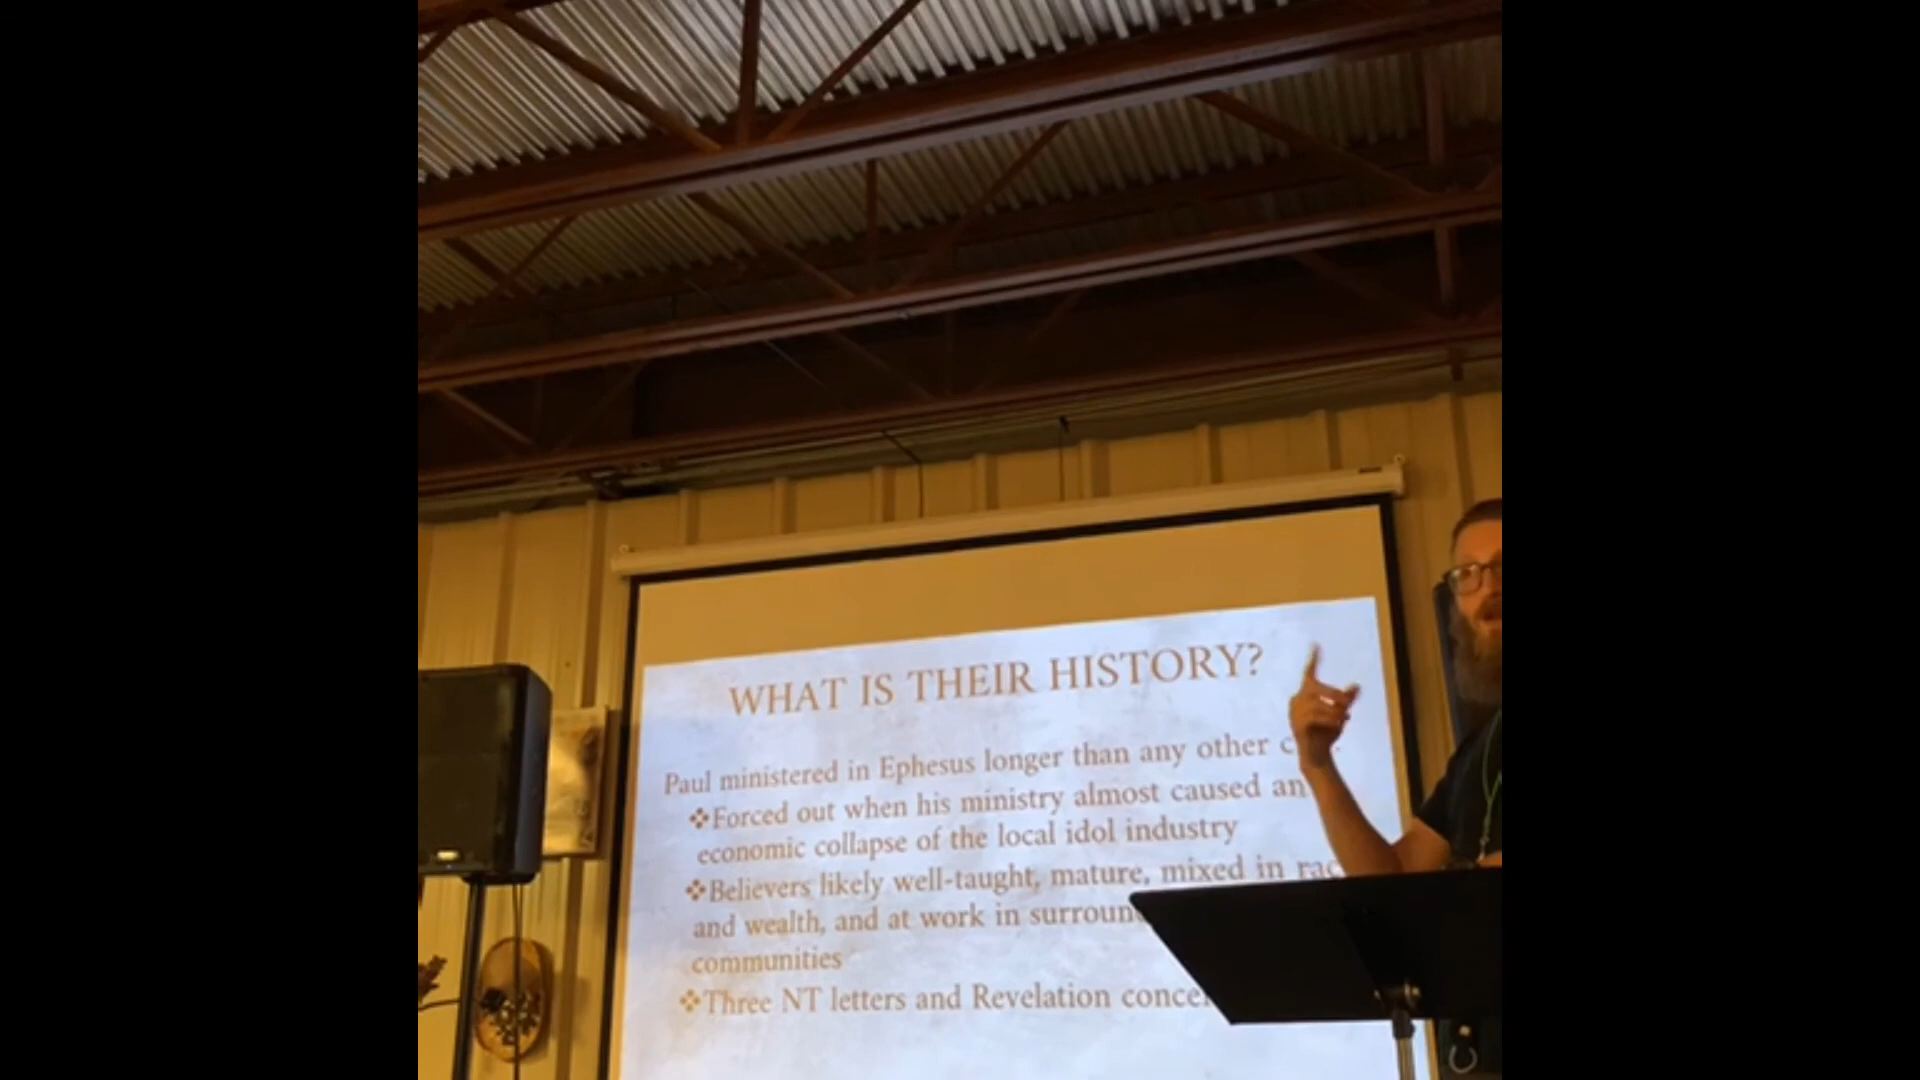 WHAT IS THEIR HISTORY?
Paul ministered in Ephesus longer than any other
❖Forced out when his ministry almost caused an
economic collapse of the local idol industry
❖Believers likely well-taught, mature, mixed in
and wealth, and at work in
communities
❖Three NT letters and Revelation